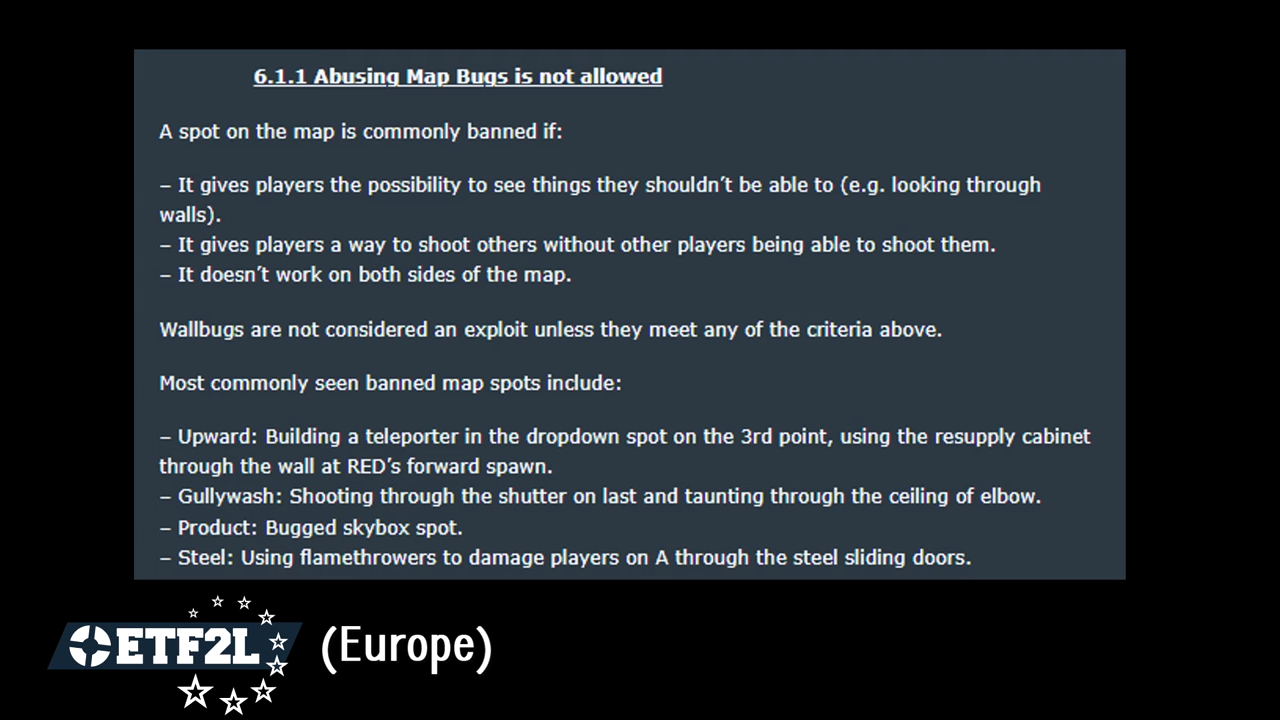 6.1.1 Abusing Map Bugs is not allowed
A spot on the map is commonly banned if:
– It gives players the possibility to see things they shouldn’t be able to (e.g. looking through
walls).
– It gives players a way to shoot others without other players being able to shoot them.
– It doesn’t work on both sides of the map.
Wallbugs are not considered an exploit unless they meet any of the criteria above.
Most commonly seen banned map spots include:
– Upward: Building a teleporter in the dropdown spot on the 3rd point, using the resupply cabinet
through the wall at RED’s forward spawn.
– Gullywash: Shooting through the shutter on last and taunting through the ceiling of elbow.
– Product: Bugged skybox spot.
– Steel: Using flamethrowers to damage players on A through the steel sliding doors.
ETF2L (Europe)